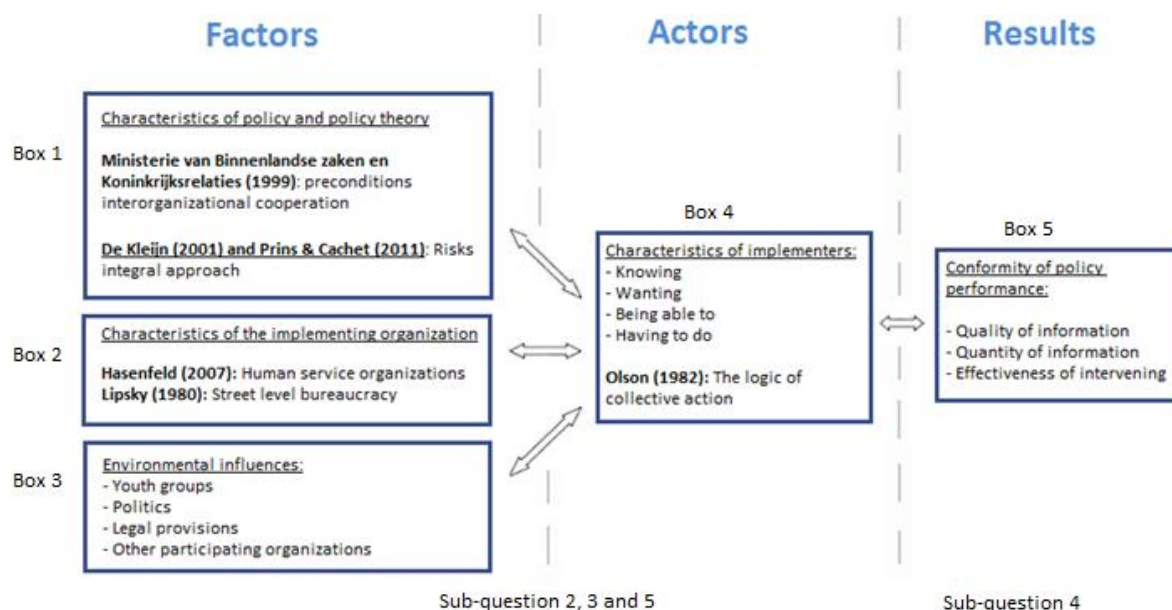 Factors
Actors
Results
Box 1
Characteristics of policy and policy theory
Ministerie van Binnenlandse zaken en
Koninkrijksrelaties (1999): preconditions
interorganizational cooperation
De Kleijn (2001) and Prins & Cachet (2011): Risks
integral approach
Box 2
Characteristics of the implementing organization
Hasenfeld (2007): Human service organizations
Lipsky (1980): Street level bureaucracy
Box 3
Environmental influences:
- Youth groups
- Politics
- Legal provisions
- Other participating organizations
Box 4
Characteristics of implementers:
- Knowing
- Wanting
- Being able to
- Having to do
Olson (1982): The logic of
collective action
Box 5
Conformity of policy
performance:
- Quality of information
- Quantity of information
- Effectiveness of intervening
Sub-question 2, 3 and 5
Sub-question 4